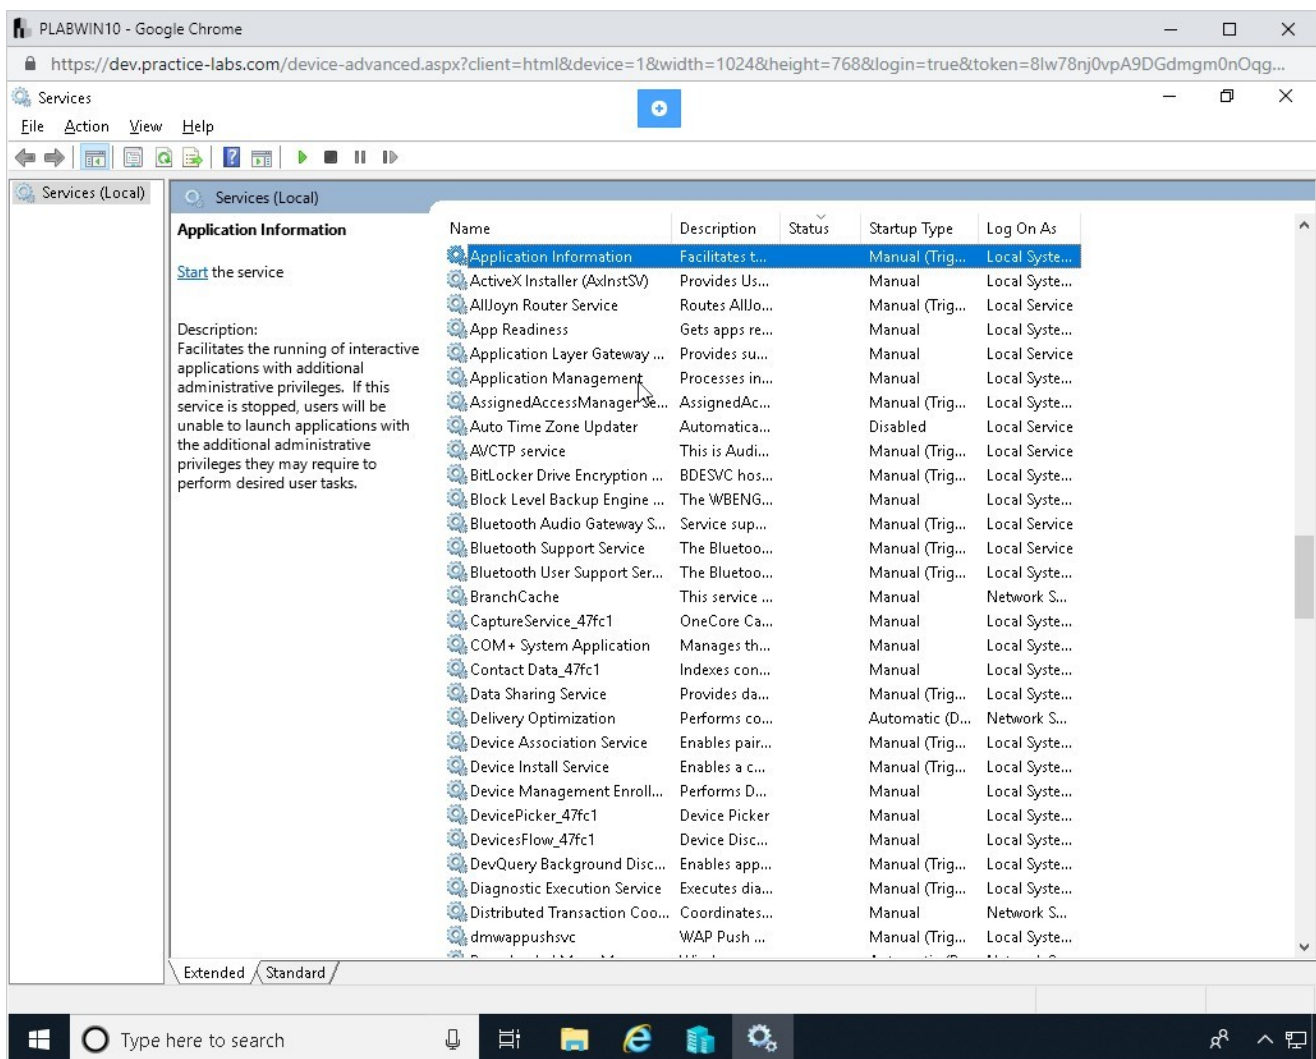 PLABWIN10 - Google Chrome
https://dev.practice-labs.com/device-advanced.aspx?client=html&device=1&width=1024&height=768&login=true&token=8lw78nj0vpA9DGdmgm0nOqg...
Services
File Action View Help
Services (Local)
Services (Local)
Application Information
Start the service
Description:
Facilitates the running of interactive
applications with additional
administrative privileges. If this
service is stopped, users will be
unable to launch applications with
the additional administrative
privileges they may require to
perform desired user tasks.
Name Description Status Startup Type Log On As
Application Information Facilitates t... Manual (Trig... Local Syste...
ActiveX Installer (AxInstSV) Provides Us... Manual Local Syste...
AllJoyn Router Service Routes AllJo... Manual (Trig... Local Service
App Readiness Gets apps re... Manual Local Syste...
Application Layer Gateway ... Provides su... Manual Local Service
Application Management Processes in... Manual Local Syste...
AssignedAccessManager Se... AssignedAc... Manual (Trig... Local Syste...
Auto Time Zone Updater Automatica... Disabled Local Service
AVCTP service This is Audi... Manual (Trig... Local Service
BitLocker Drive Encryption ... BDESVC hos... Manual (Trig... Local Syste...
Block Level Backup Engine ... The WBENG... Manual Local Syste...
Bluetooth Audio Gateway S... Service sup... Manual (Trig... Local Service
Bluetooth Support Service The Bluetoo... Manual (Trig... Local Service
Bluetooth User Support Ser... The Bluetoo... Manual (Trig... Local Syste...
BranchCache This service ... Manual Network S...
CaptureService_47fc1 OneCore Ca... Manual Local Syste...
COM+ System Application Manages th... Manual Local Syste...
Contact Data_47fc1 Indexes con... Manual Local Syste...
Data Sharing Service Provides da... Manual (Trig... Local Syste...
Delivery Optimization Performs co... Automatic (D... Network S...
Device Association Service Enables pair... Manual (Trig... Local Syste...
Device Install Service Enables a c... Manual (Trig... Local Syste...
Device Management Enroll... Performs D... Manual Local Syste...
DevicePicker_47fc1 Device Picker Manual Local Syste...
DevicesFlow_47fc1 Device Disc... Manual Local Syste...
DevQuery Background Disc... Enables app... Manual (Trig... Local Syste...
Diagnostic Execution Service Executes dia... Manual (Trig... Local Syste...
Distributed Transaction Coo... Coordinates... Manual Network S...
dmwappushsvc WAP Push ... Manual (Trig... Local Syste...
Extended Standard
Type here to search